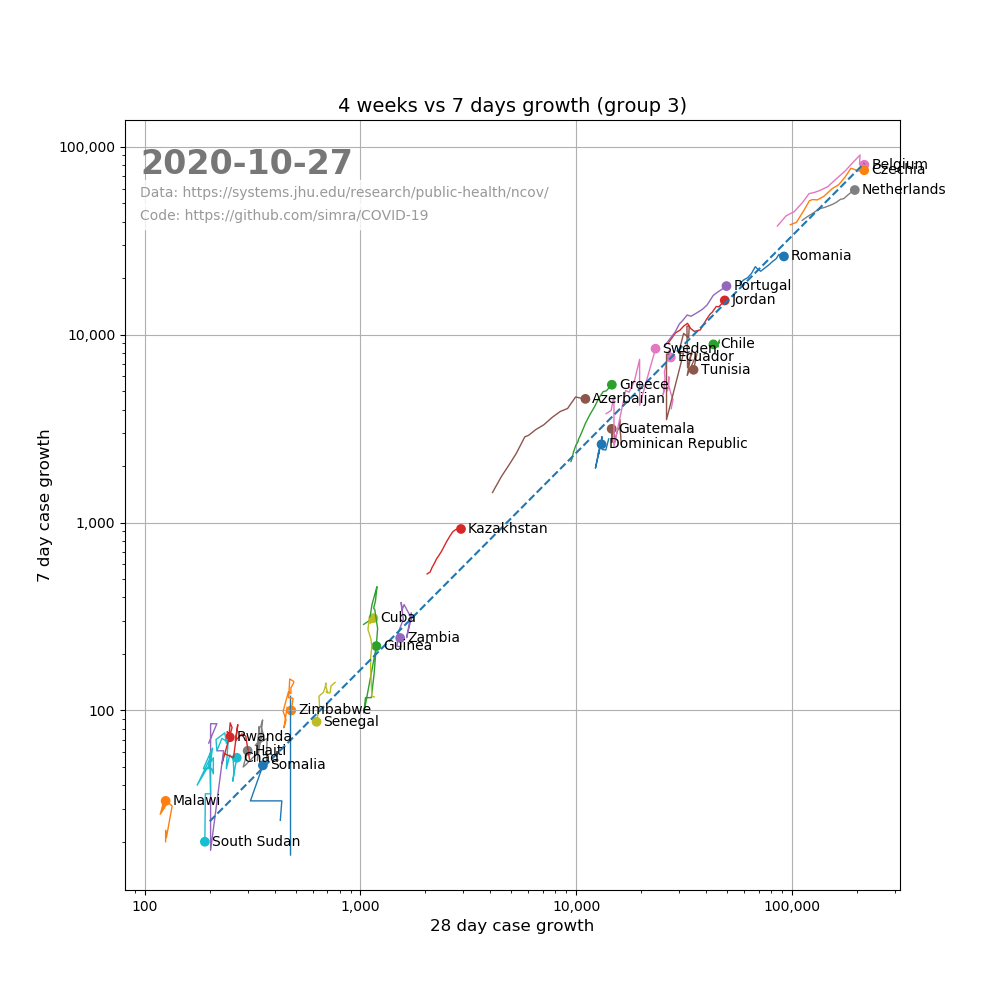 4 weeks vs 7 days growth (group 3)
2020-10-27
Data: https://systems.jhu.edu/research/public-health/ncov/
Code: https://github.com/simra/COVID-19
100,000
10,000
1,000
100
7 day case growth
Belgium
Czechia
Netherlands
Romania
Portugal
Jordan
Chile
Sweden
Ecuador
Tunisia
Greece
Azerbaijan
Guatemala
Dominican Republic
Kazakhstan
Cuba
Zambia
Guinea
Zimbabwe
Senegal
Rwanda
Haiti
Chad
Somalia
Malawi
South Sudan
100
1,000
10,000
100,000
28 day case growth